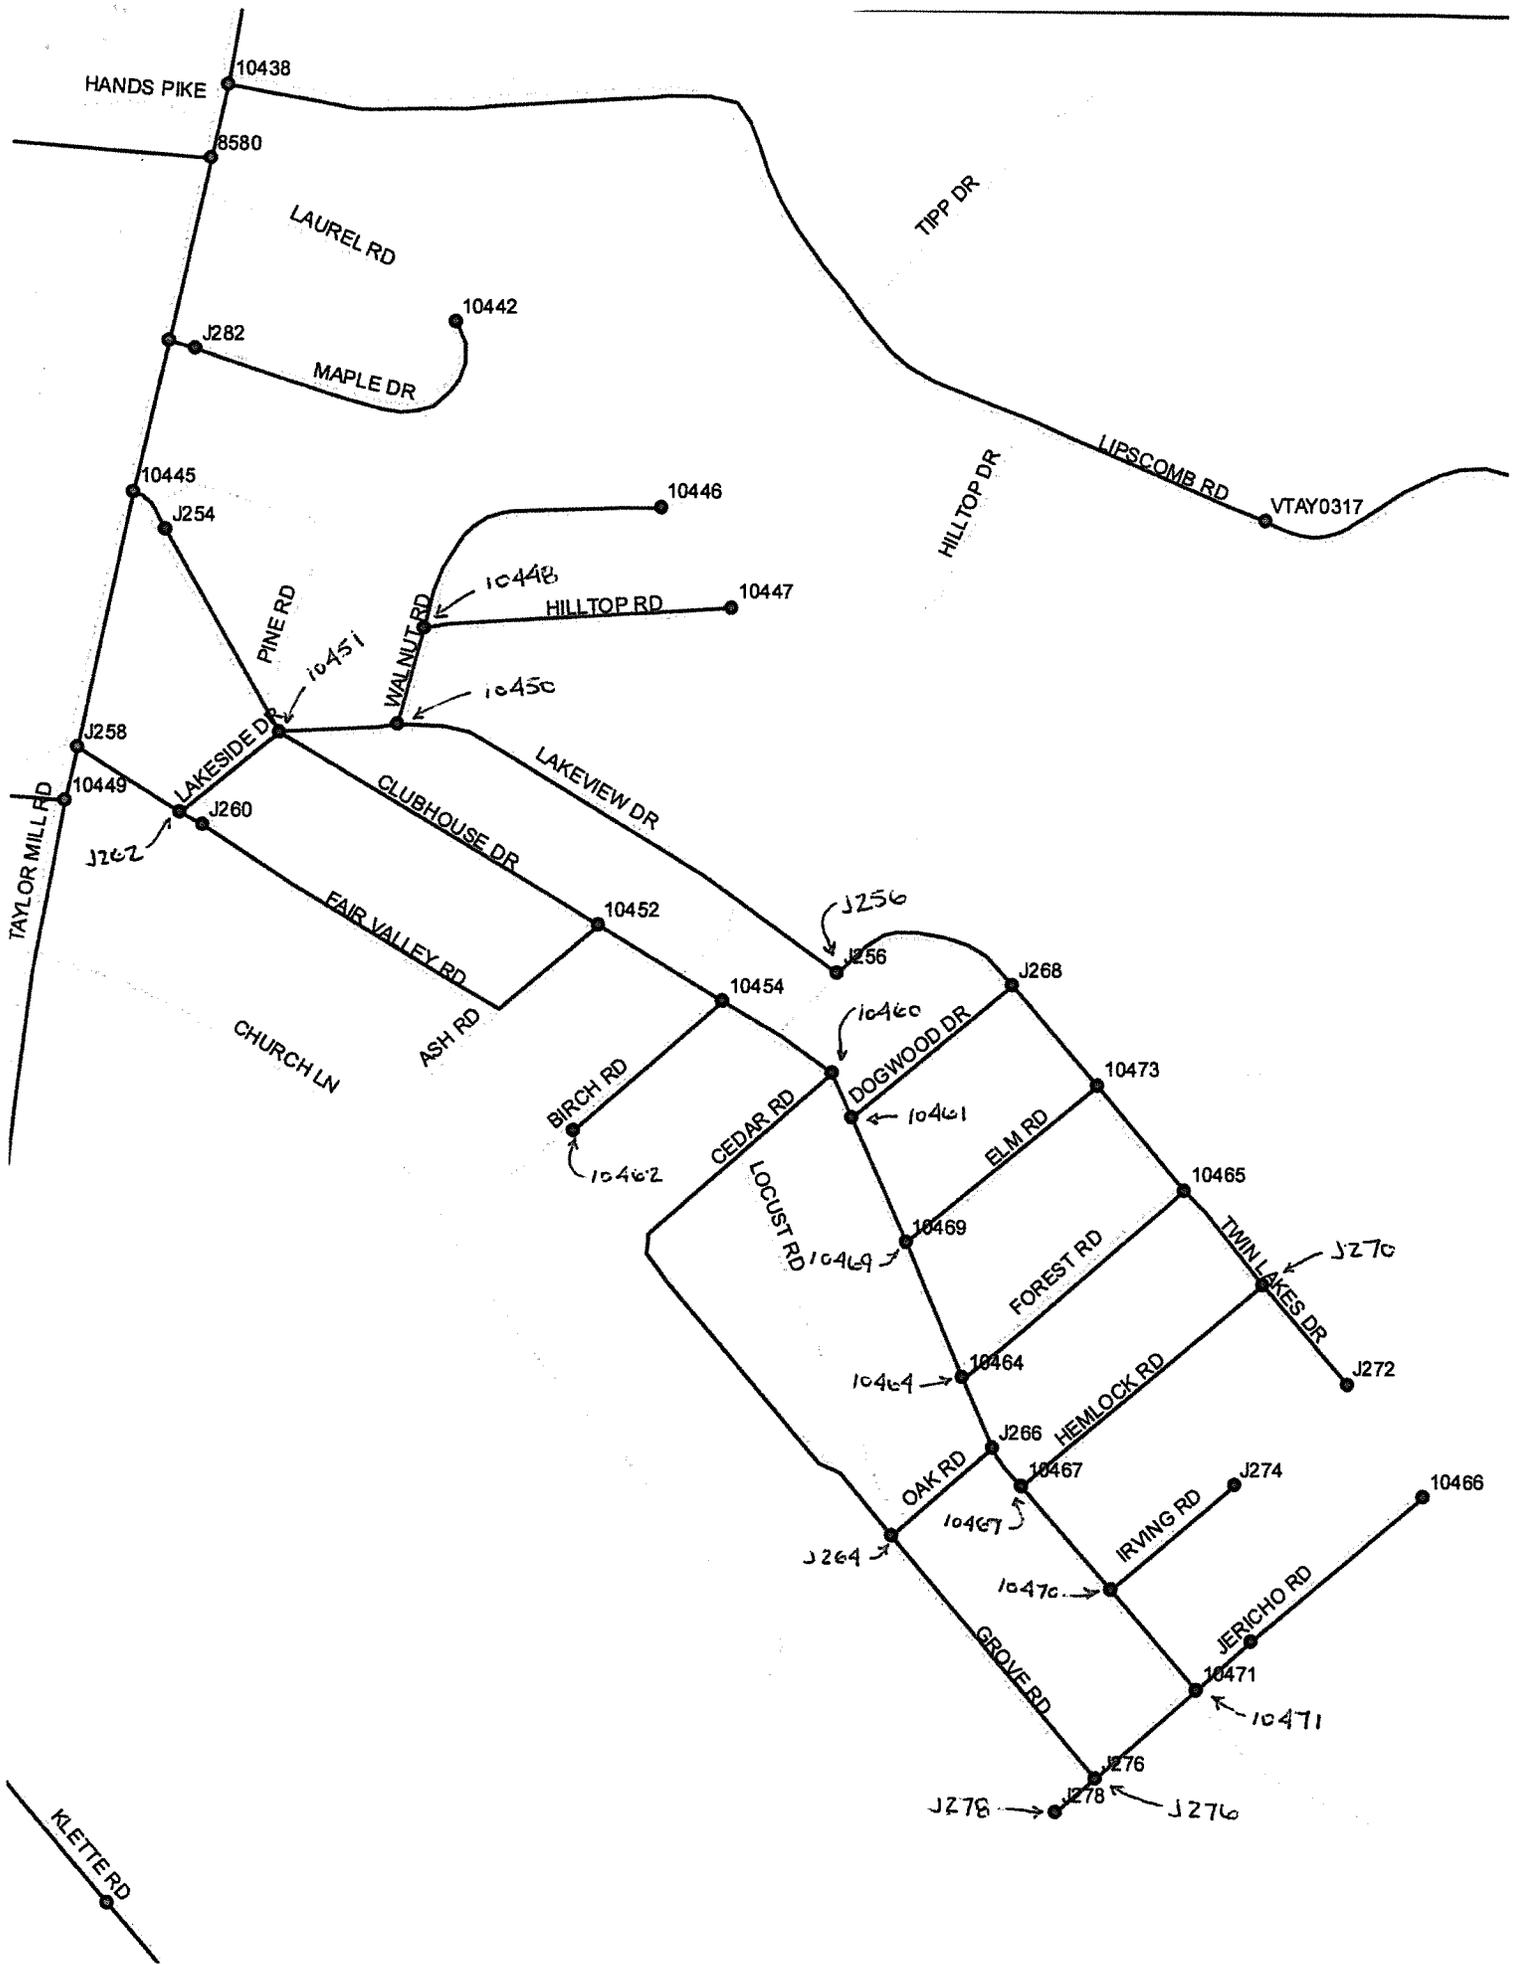 10438
HANDS PIKE
8580
TIPP DR
LAUREL RD
10442
J282
MAPLE DR
LIPSCOMB RD
HILLTOP DR
10445
10446
VTAY0317
J254
10448
10447
HILLTOP RD
PINE RD
WALNUT RD
10451
10450
LAKESIDE DR
J258
LAKEVIEW DR
10449
CLUBHOUSE DR
J260
J262
TAYLOR MILL RD
FAIR VALLEY RD
10452
J256
J256
J268
10454
10460
ASH RD
CHURCH LN
DOGWOOD DR
10473
BIRCH RD
CEDAR RD
10461
ELM RD
10462
LOCUST RD
10465
10469
10469
TWIN LAKES DR
J270
FOREST RD
10464
10464
J272
HEMLOCK RD
J266
OAK RD
10467
J274
10466
10467
IRVING RD
J264
10470
JERICHO RD
GROVE RD
10471
10471
J276
J278
J278
J276
KLETTE RD